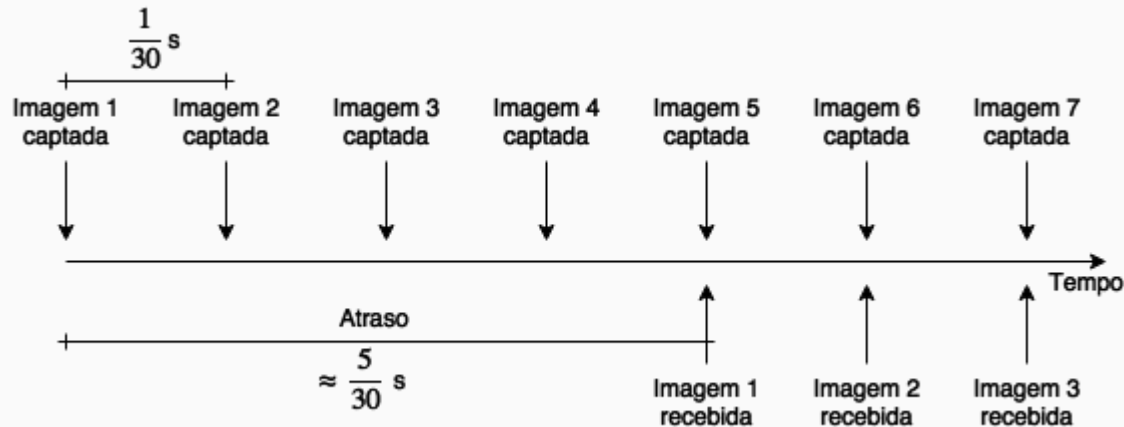 1/30 s
Imagem 1 Imagem 2 Imagem 3 Imagem 4 Imagem 5 Imagem 6 Imagem 7
captada captada captada captada captada captada captada
Tempo
Atraso
≈ 5/30 s
Imagem 1 Imagem 2 Imagem 3
recebida recebida recebida